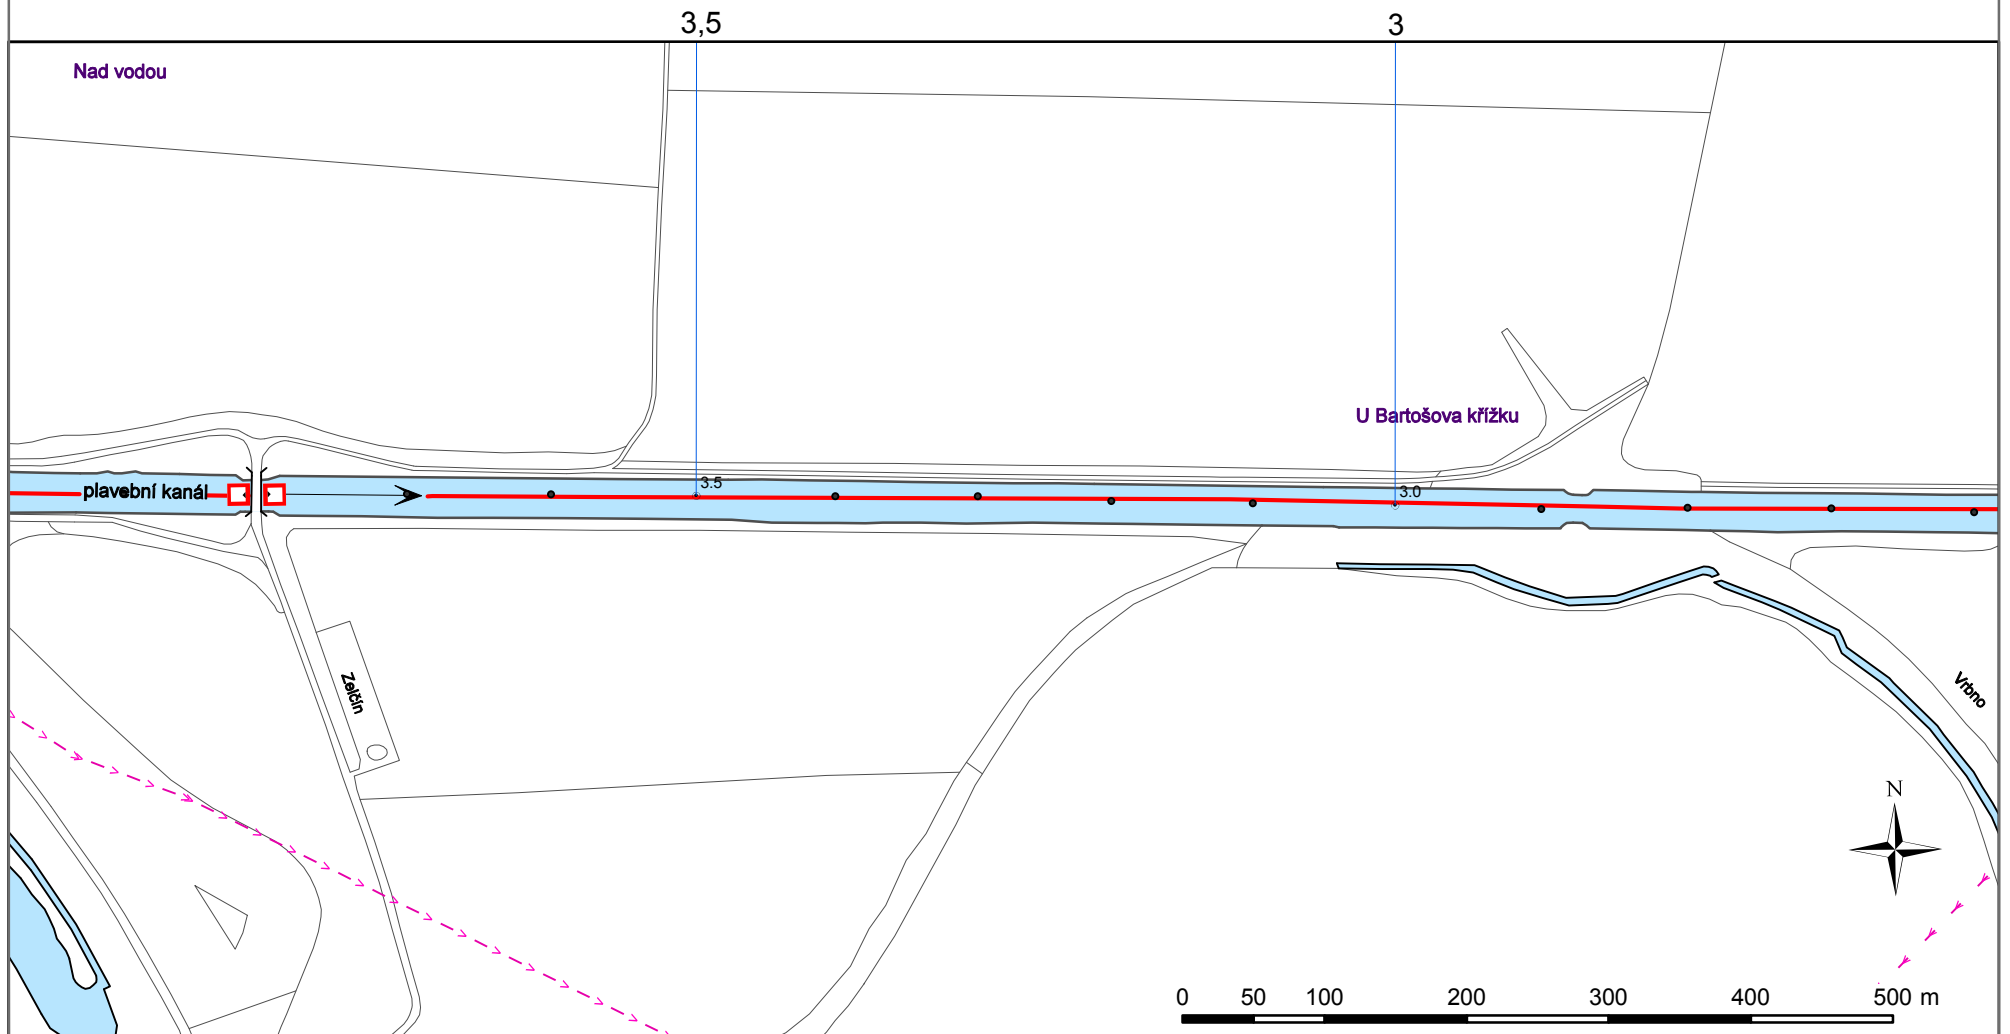 3,5
3
Nad vodou
U Bartošova křížku
3.5
plavební kanál
3.0
Zelčín
Vrbno
N
0 50 100 200 300 400 500 m